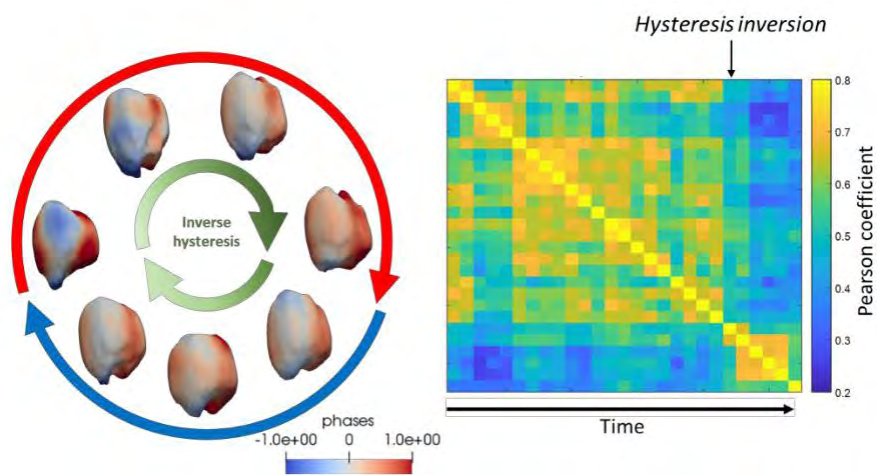 Hysteresis inversion
Inverse
hysteresis
0.8
0.7
0.6
0.5
0.4
0.3
0.2
Pearson coefficient
Time
phases
-1.0e+00 0 1.0e+00